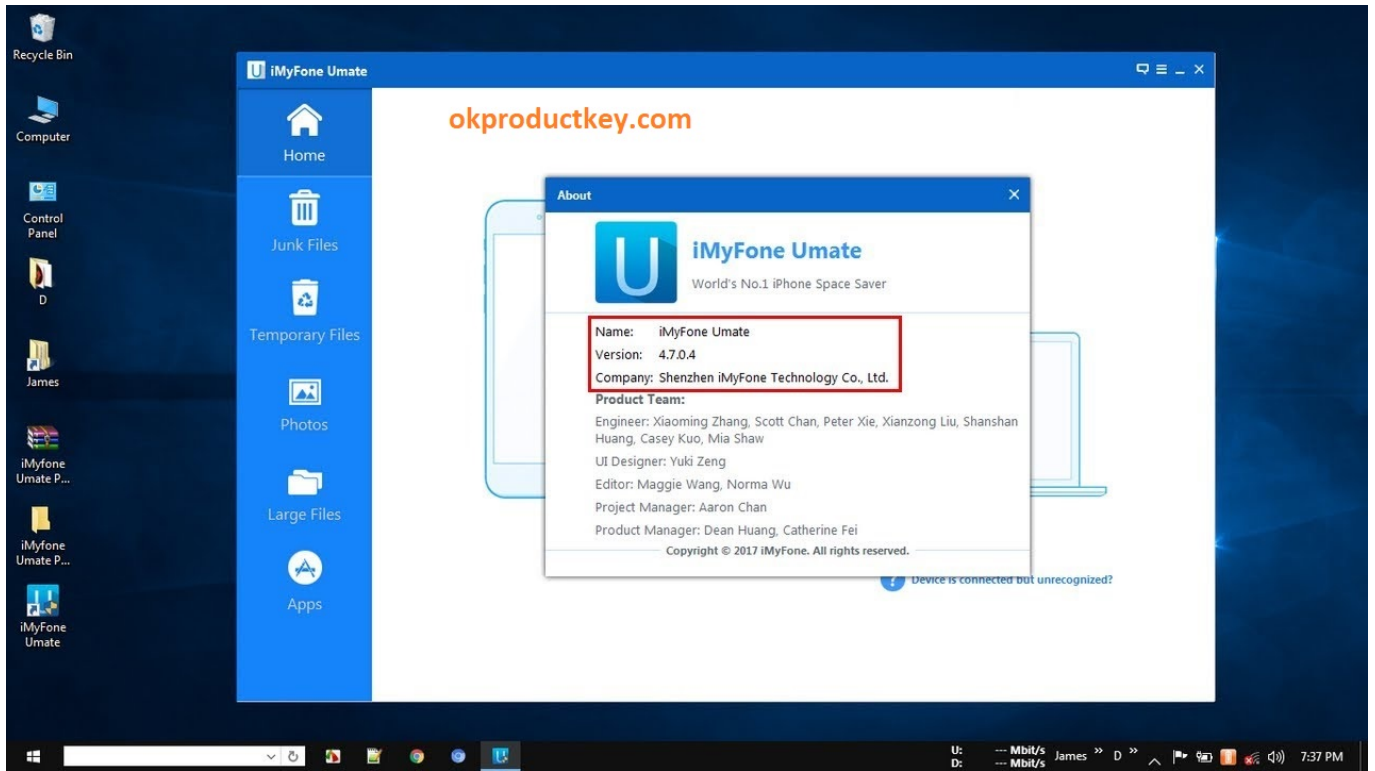 Recycle Bin
Computer
Control
Panel
D
James
iMyfone
Umate P...
iMyfone
Umate P...
iMyFone
Umate
iMyFone Umate
Home
Junk Files
Temporary Files
Photos
Large Files
Apps
okproductkey.com
About
iMyFone Umate
World's No.1 iPhone Space Saver
Name: iMyFone Umate
Version: 4.7.0.4
Company: Shenzhen iMyFone Technology Co., Ltd.
Product Team:
Engineer: Xiaoming Zhang, Scott Chan, Peter Xie, Xianzong Liu, Shanshan
Huang, Casey Kuo, Mia Shaw
UI Designer: Yuki Zeng
Editor: Maggie Wang, Norma Wu
Project Manager: Aaron Chan
Product Manager: Dean Huang, Catherine Fei
Copyright © 2017 iMyFone. All rights reserved.
Device is connected but unrecognized?
U: --- Mbit/s
D: --- Mbit/s
James » D »
7:37 PM